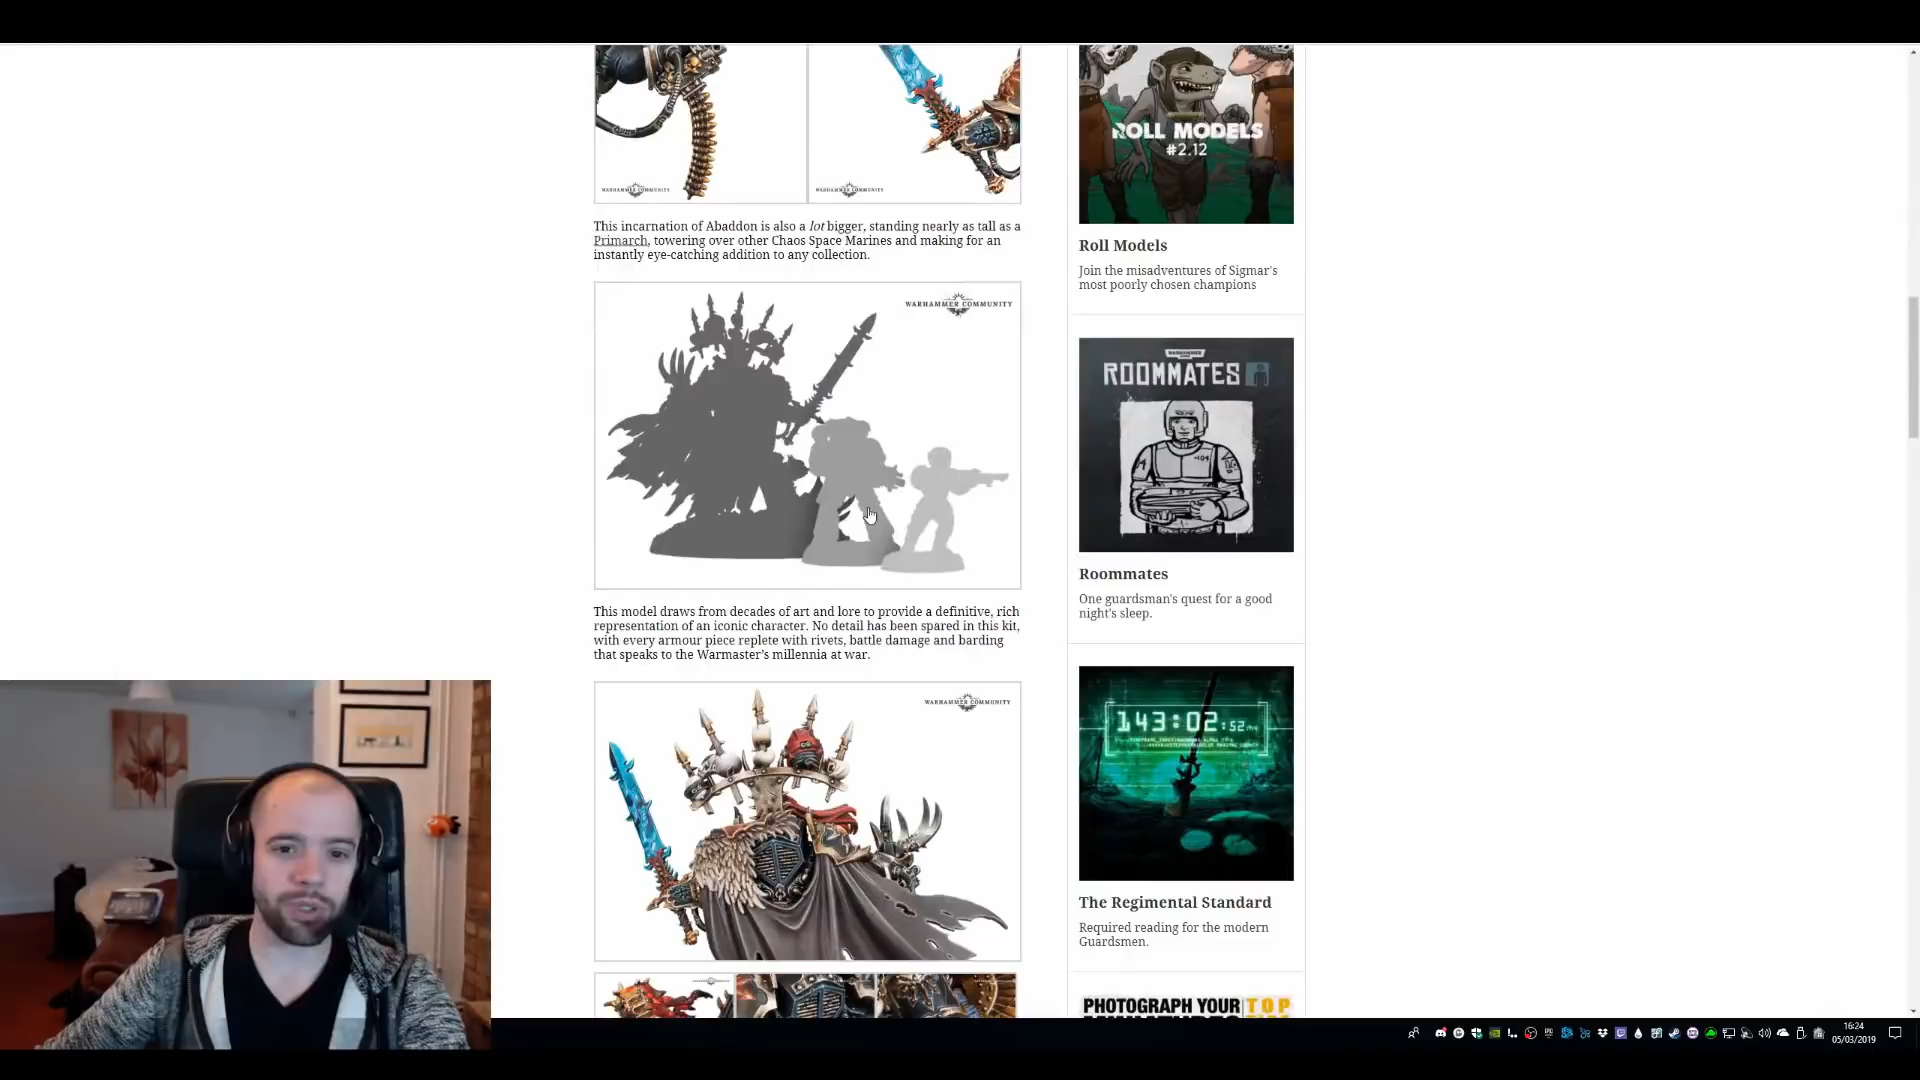 WARHAMMER COMMUNITY
WARHAMMER COMMUNITY
ROLL MODELS
#2.12
This incarnation of Abaddon is also a lot bigger, standing nearly as tall as a
Primarch, towering over other Chaos Space Marines and making for an
instantly eye-catching addition to any collection.
WARHAMMER COMMUNITY
This model draws from decades of art and lore to provide a definitive, rich
representation of an iconic character. No detail has been spared in this kit,
with every armour piece replete with rivets, battle damage and barding
that speaks to the Warmaster’s millennia at war.
WARHAMMER COMMUNITY
Roll Models
Join the misadventures of Sigmar's
most poorly chosen champions
WARHAMMER
ROOMMATES
Roommates
One guardsman's quest for a good
night's sleep.
143:02:52
The Regimental Standard
Required reading for the modern
Guardsmen.
PHOTOGRAPH YOUR TOP
16:24
05/03/2019